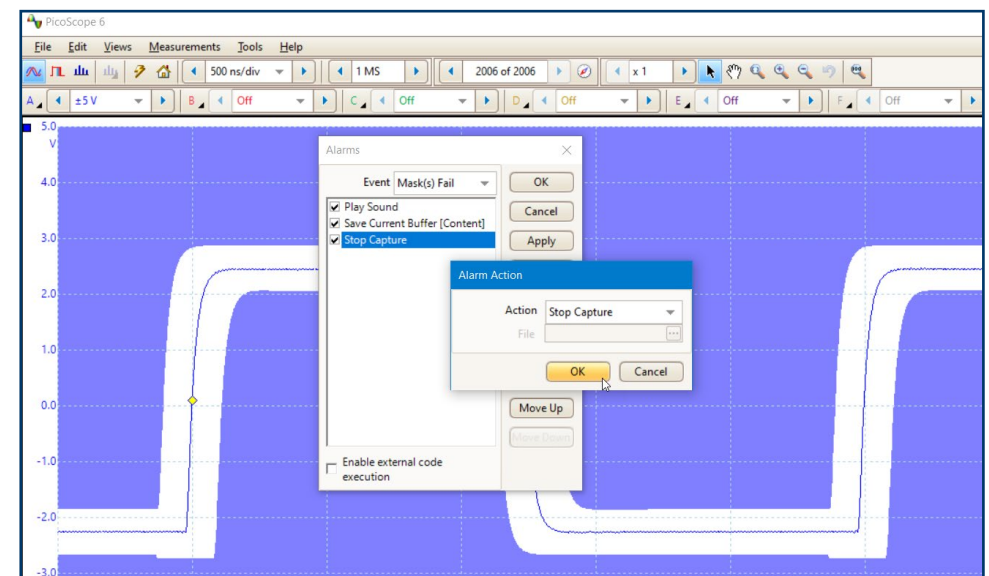 PicoScope 6
File Edit Views Measurements Tools Help
500 ns/div 1 MS 2006 of 2006 x 1
A ±5 V B Off C Off D Off E Off F Off
5.0
V
4.0
3.0
2.0
1.0
0.0
-1.0
-2.0
-3.0
Alarms
Event Mask(s) Fail OK
Play Sound
Save Current Buffer [Content] Cancel
Stop Capture Apply
Alarm Action
Action Stop Capture
File ...
OK Cancel
Move Up
Move Down
Enable external code
execution